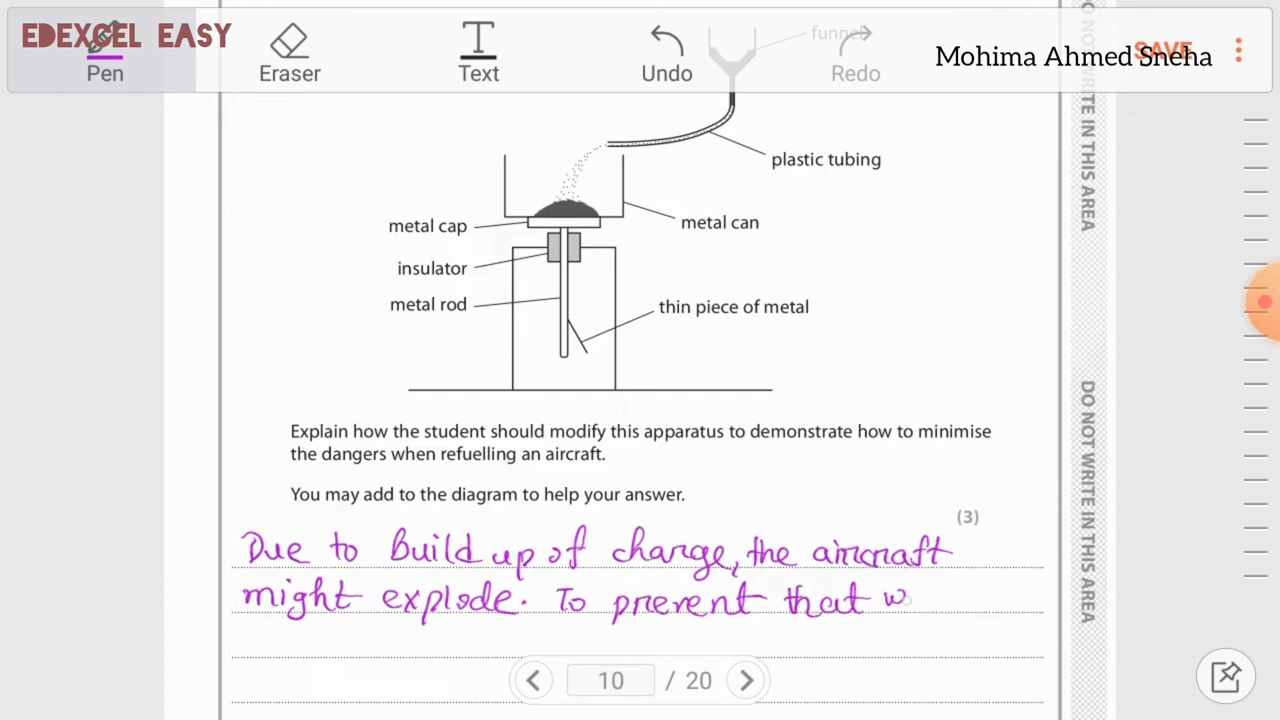 EDEXCEL EASY
Pen
Eraser
Text
Undo
Redo
SAVE
Mohima Ahmed Sneha
funnel
plastic tubing
metal cap
metal can
insulator
metal rod
thin piece of metal
Explain how the student should modify this apparatus to demonstrate how to minimise
the dangers when refuelling an aircraft.
You may add to the diagram to help your answer.
(3)
Due to Build up of charge, the aircraft
might explode. To prevent that w
10 / 20
DO NOT WRITE IN THIS AREA
DO NOT WRITE IN THIS AREA